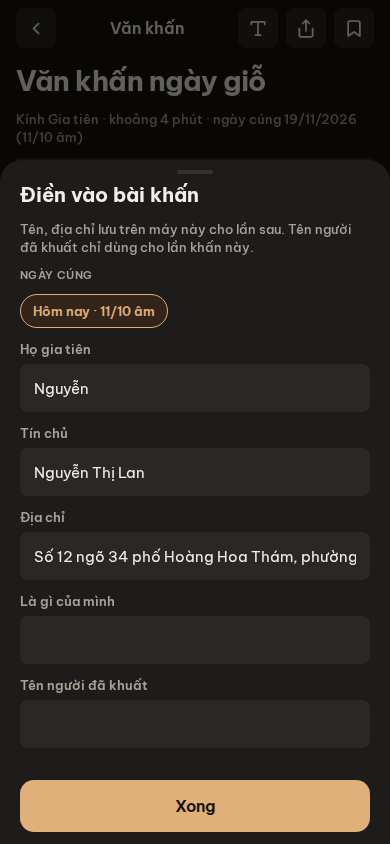 Văn khấn
Văn khấn ngày giỗ
Kính Gia tiên · khoảng 4 phút · ngày cúng 19/11/2026
(11/10 âm)
Điền vào bài khấn
Tên, địa chỉ lưu trên máy này cho lần sau. Tên người
đã khuất chỉ dùng cho lần khấn này.
NGÀY CÚNG
Hôm nay · 11/10 âm
Họ gia tiên
Nguyễn
Tín chủ
Nguyễn Thị Lan
Địa chỉ
Số 12 ngõ 34 phố Hoàng Hoa Thám, phường
Là gì của mình
Tên người đã khuất
Xong